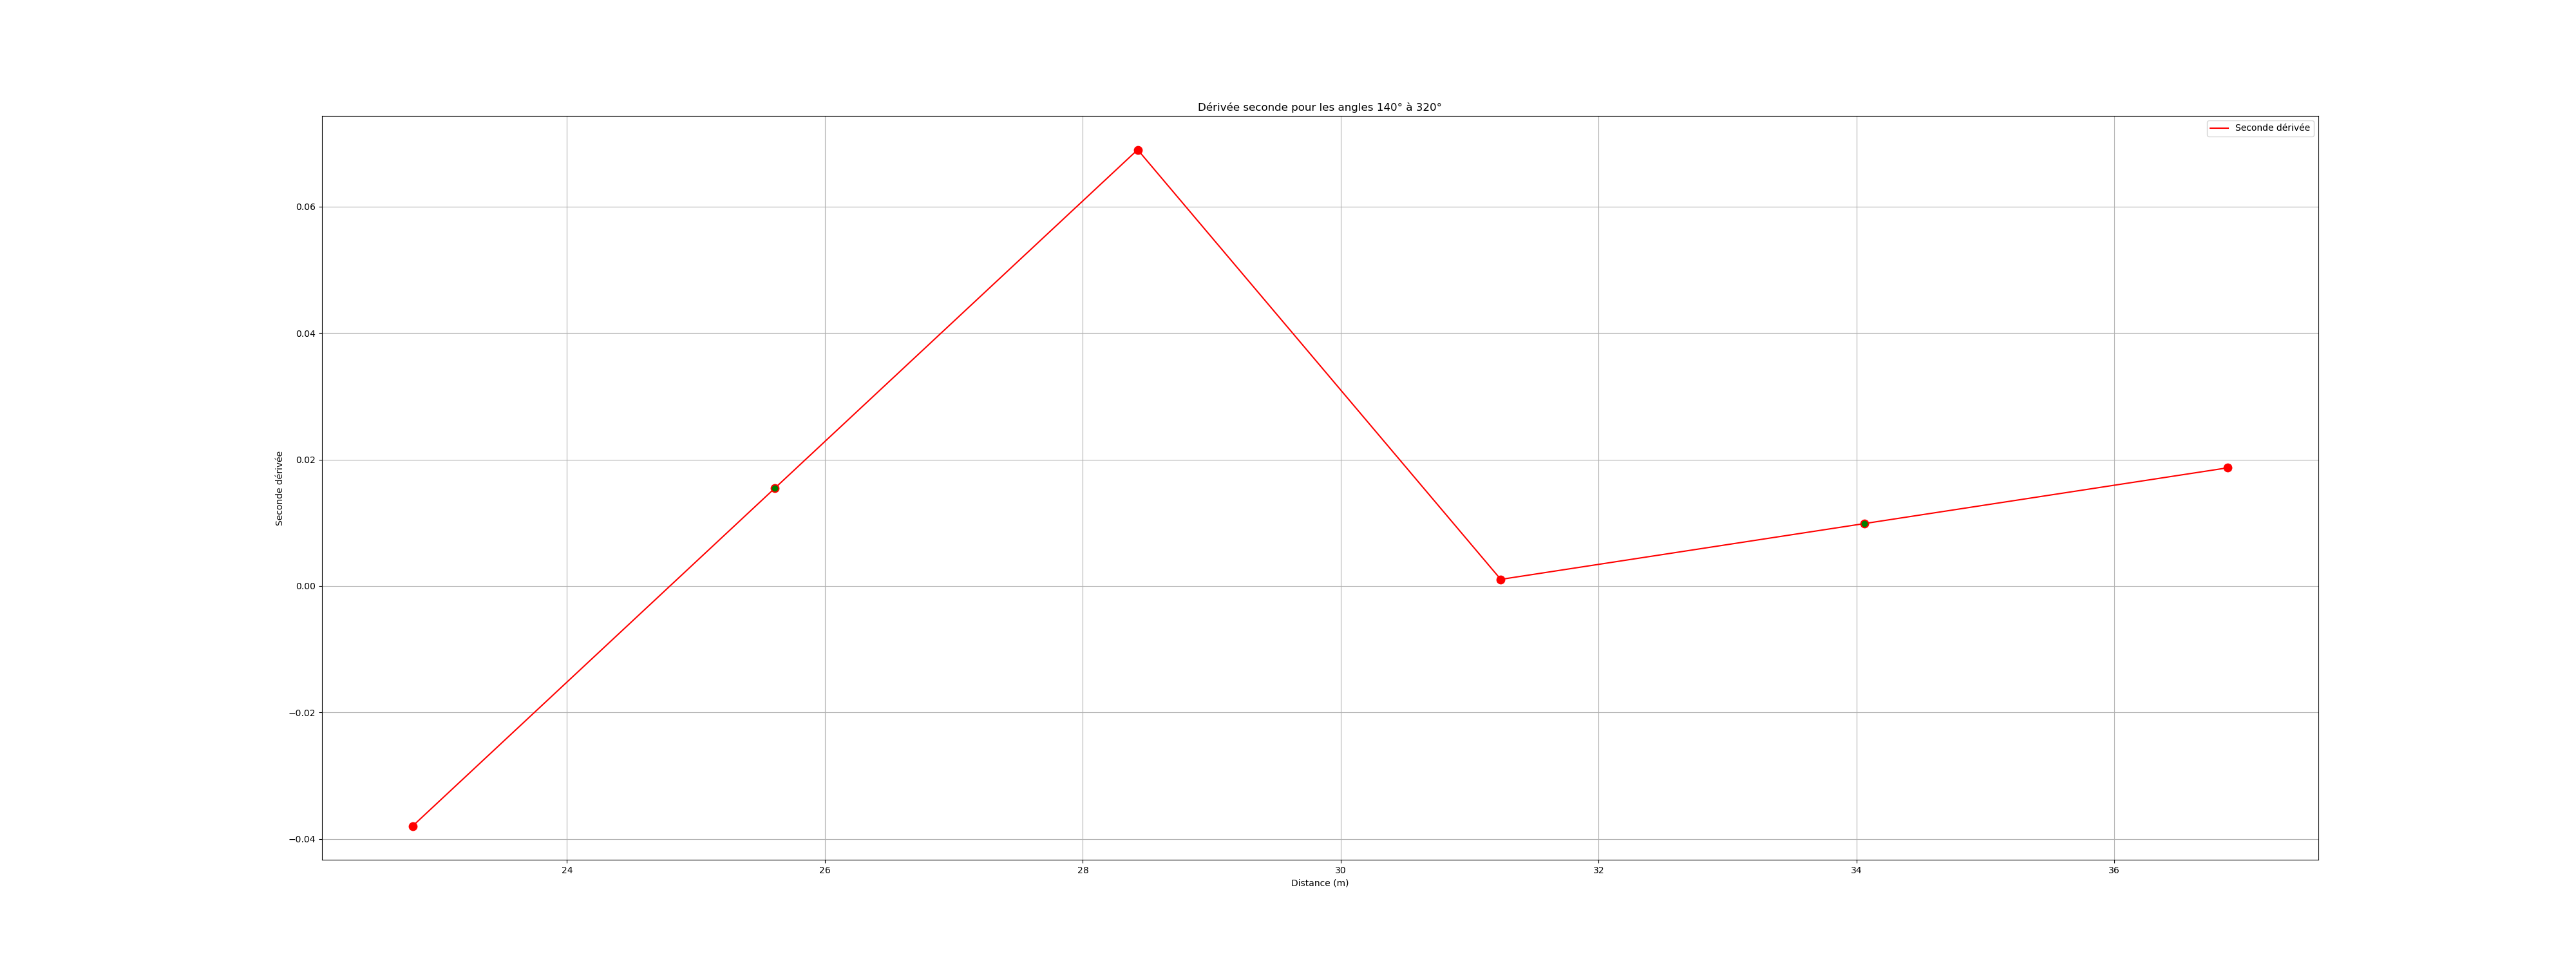 Dérivée seconde pour les angles 140° à 320°
Seconde dérivée
0.06
0.04
0.02
0.00
−0.02
−0.04
Seconde dérivée
24 26 28 30 32 34 36
Distance (m)